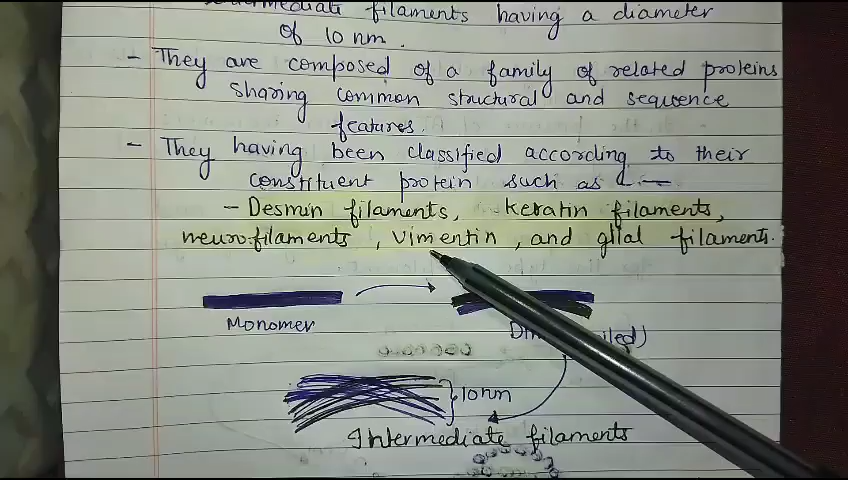 intermediate filaments having a diameter
of 10 nm.
- They are composed of a family of related proteins
sharing common structural and sequence
features.
- They having been classified according to their
constituent protein such as :—
- Desmin filaments, keratin filaments,
neurofilaments, vimentin, and glial filaments.
Monomer
10nm
Intermediate filaments